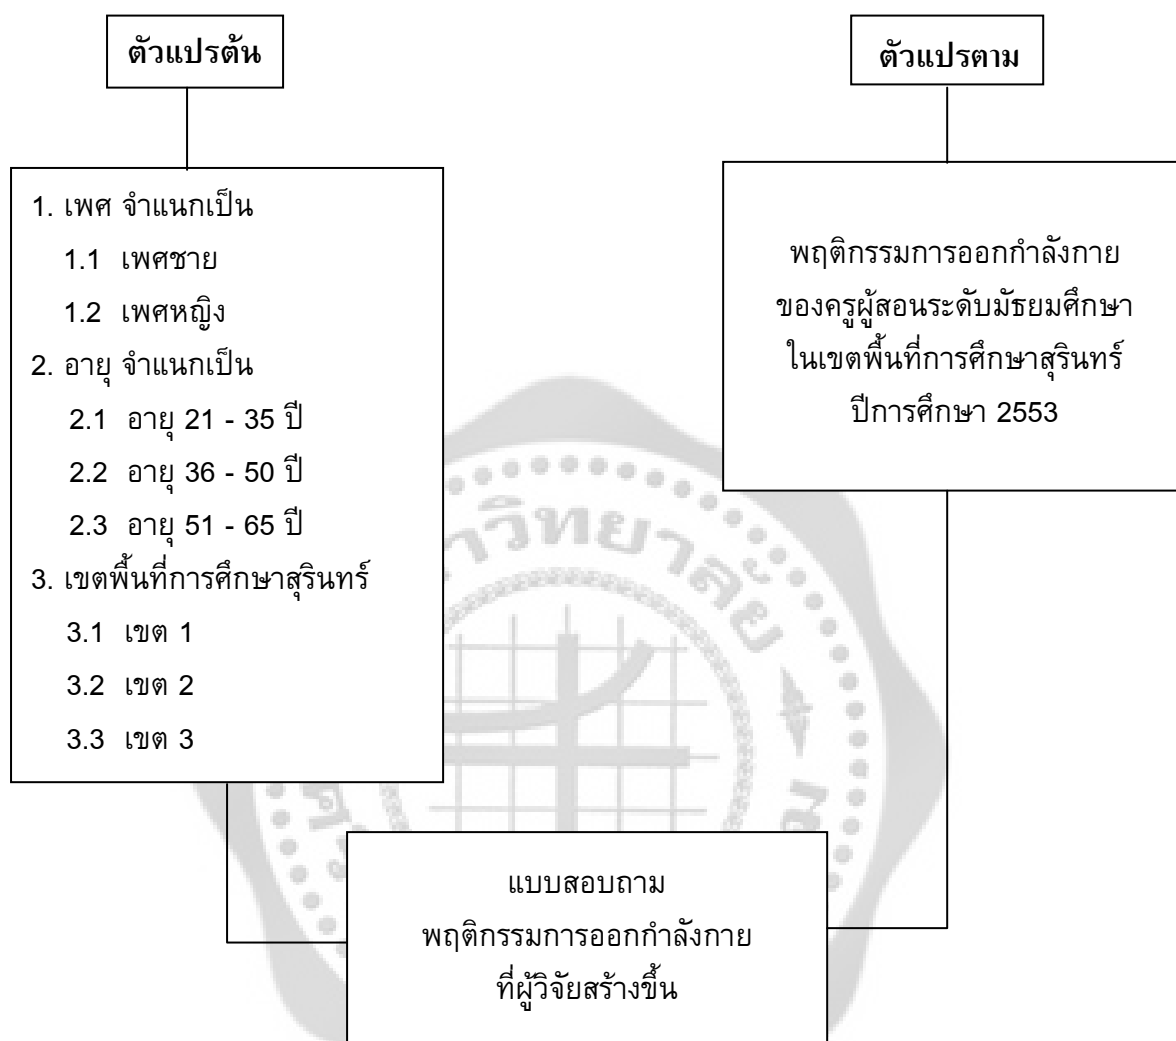 ตัวแปรต้น
ตัวแปรตาม
1. เพศ จำแนกเป็น
1.1 เพศชาย
1.2 เพศหญิง
2. อายุ จำแนกเป็น
2.1 อายุ 21 - 35 ปี
2.2 อายุ 36 - 50 ปี
2.3 อายุ 51 - 65 ปี
3. เขตพื้นที่การศึกษาสุรินทร์
3.1 เขต 1
3.2 เขต 2
3.3 เขต 3
พฤติกรรมการออกกำลังกาย
ของครูผู้สอนระดับมัธยมศึกษา
ในเขตพื้นที่การศึกษาสุรินทร์
ปีการศึกษา 2553
แบบสอบถาม
พฤติกรรมการออกกำลังกาย
ที่ผู้วิจัยสร้างขึ้น